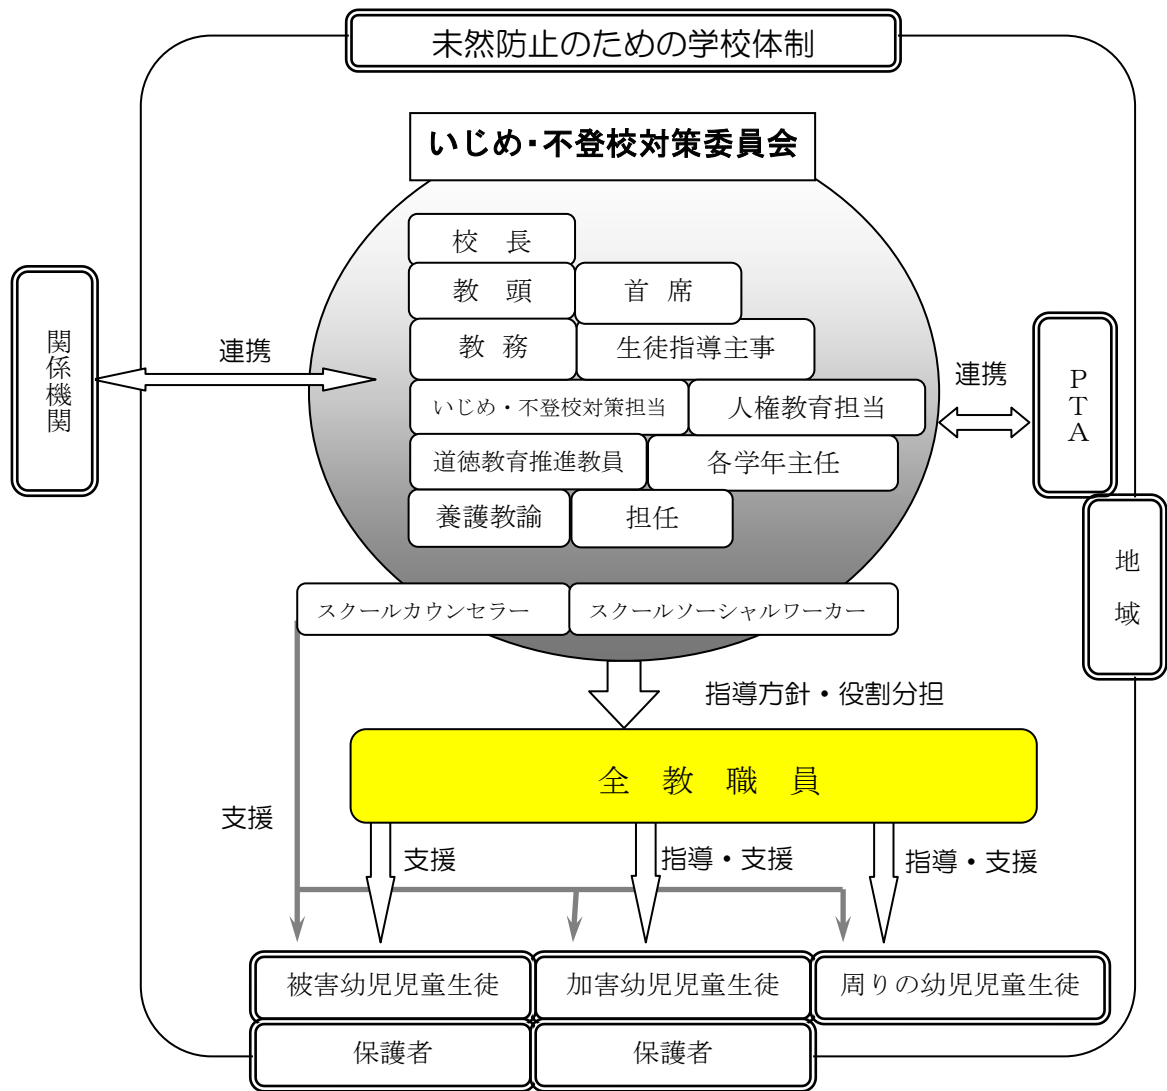 未然防止のための学校体制
いじめ・不登校対策委員会
校 長
教 頭
首 席
教 務
生徒指導主事
いじめ・不登校対策担当
人権教育担当
道徳教育推進教員
各学年主任
養護教諭
担任
スクールカウンセラー
スクールソーシャルワーカー
関係機関
連携
連携
PTA
地域
指導方針・役割分担
全 教 職 員
支援
支援
指導・支援
指導・支援
被害幼児児童生徒
加害幼児児童生徒
周りの幼児児童生徒
保護者
保護者